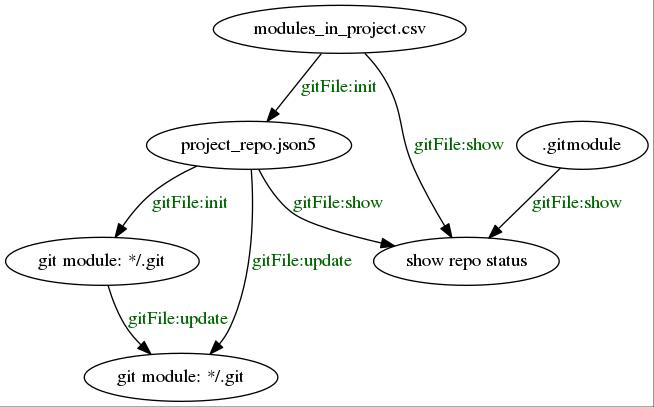 modules_in_project.csv
gitFile:init
project_repo.json5
gitFile:show
.gitmodule
gitFile:init
gitFile:show
gitFile:show
git module: */.git
gitFile:update
show repo status
gitFile:update
git module: */.git